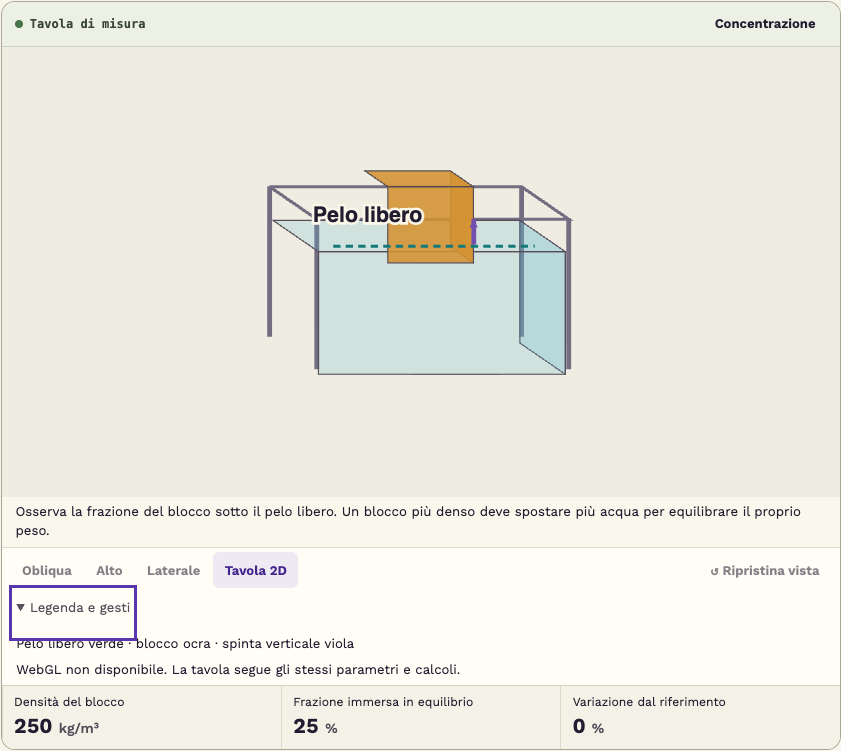 Tavola di misura
Concentrazione
Pelo libero
Osserva la frazione del blocco sotto il pelo libero. Un blocco più denso deve spostare più acqua per equilibrare il proprio
peso.
Obliqua Alto Laterale Tavola 2D ↺ Ripristina vista
▼ Legenda e gesti
Pelo libero verde · blocco ocra · spinta verticale viola
WebGL non disponibile. La tavola segue gli stessi parametri e calcoli.
Densità del blocco
250 kg/m³
Frazione immersa in equilibrio
25 %
Variazione dal riferimento
0 %